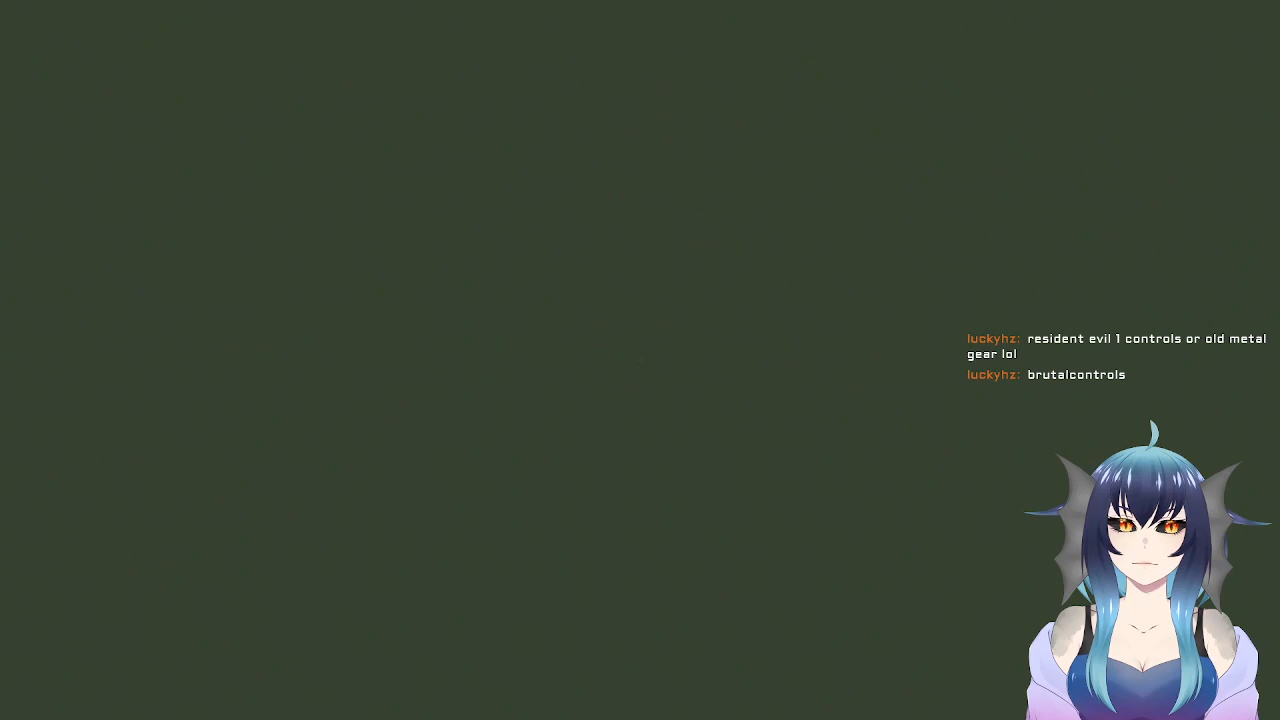 luckyhz: resident evil 1 controls or old metal
gear lol
luckyhz: brutalcontrols